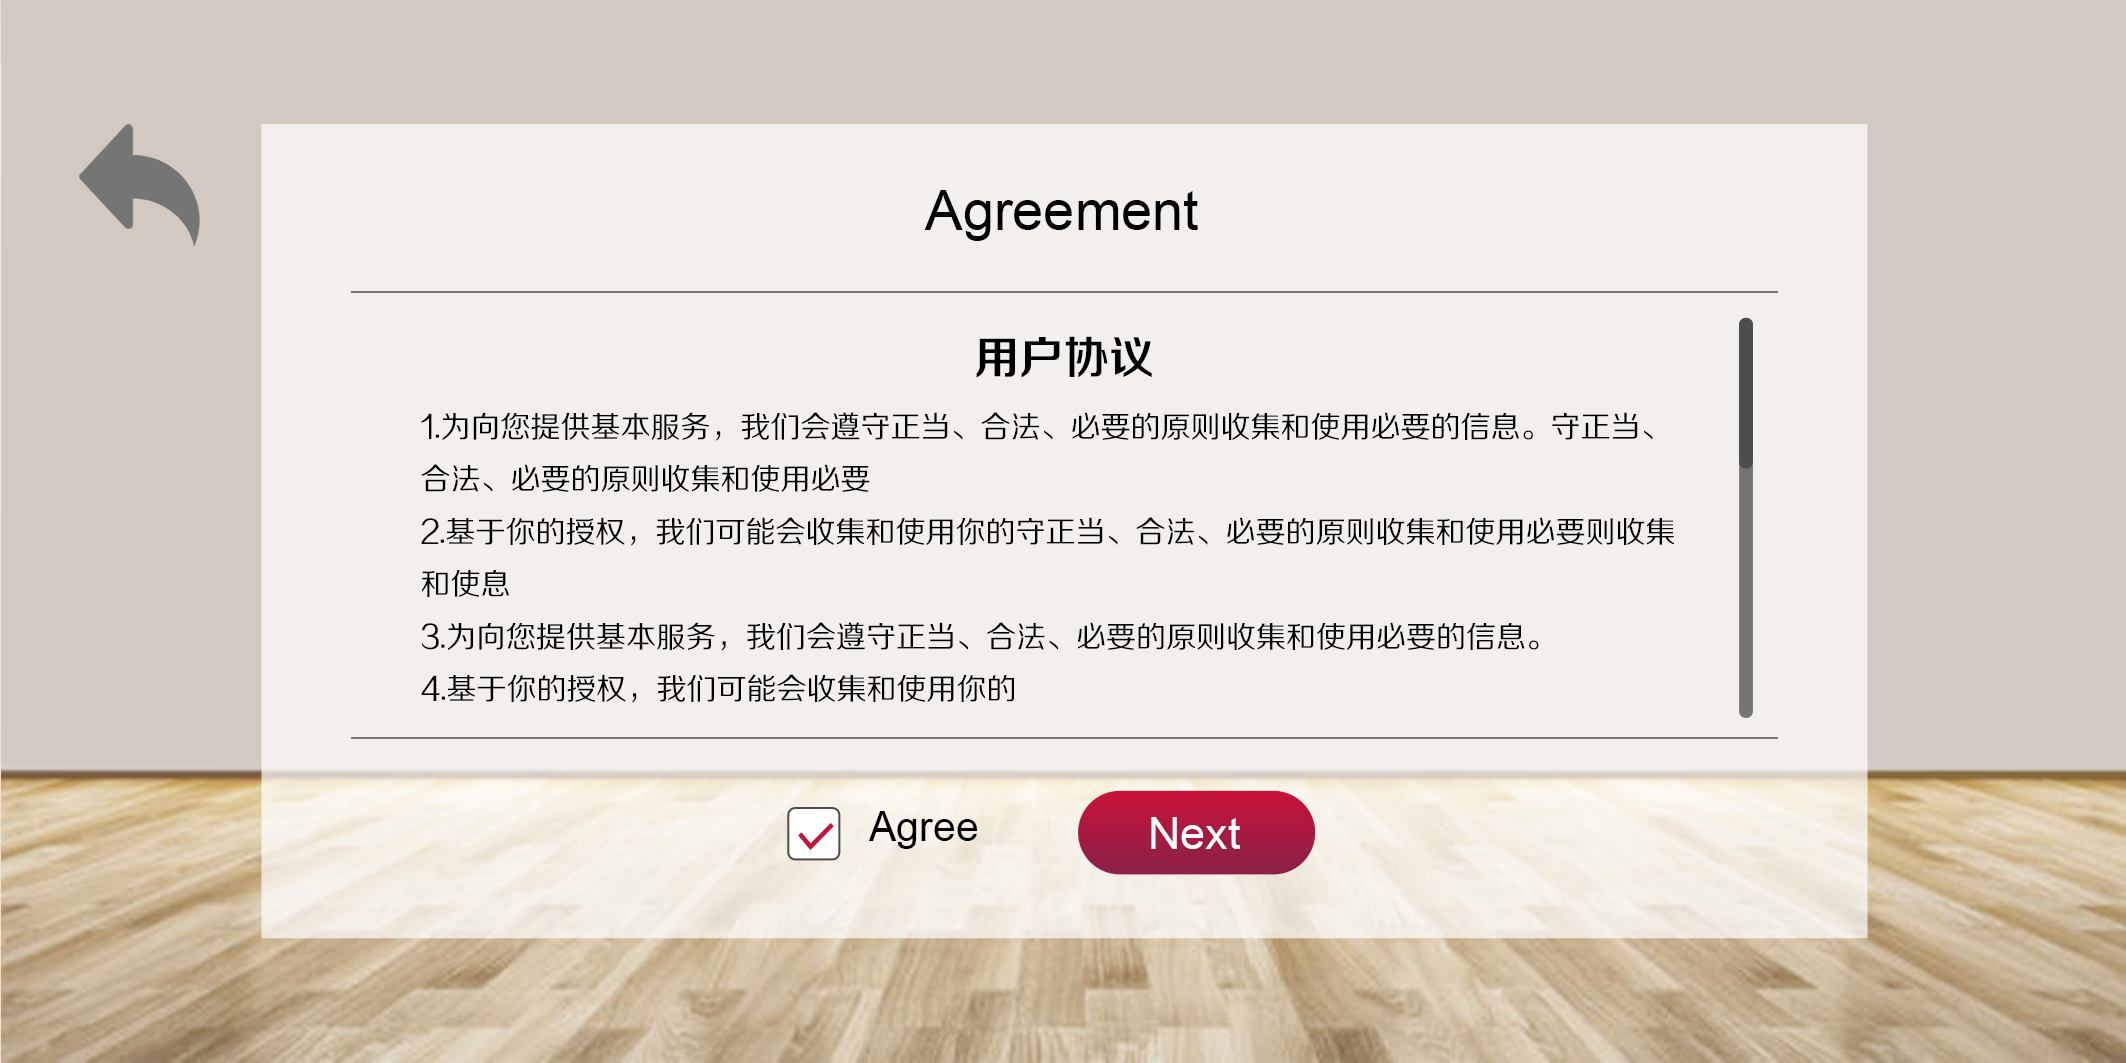 Agreement
用户协议
1.为向您提供基本服务，我们会遵守正当、合法、必要的原则收集和使用必要的信息。守正当、
合法、必要的原则收集和使用必要
2.基于你的授权，我们可能会收集和使用你的守正当、合法、必要的原则收集和使用必要则收集
和使息
3.为向您提供基本服务，我们会遵守正当、合法、必要的原则收集和使用必要的信息。
4.基于你的授权，我们可能会收集和使用你的
Agree
Next